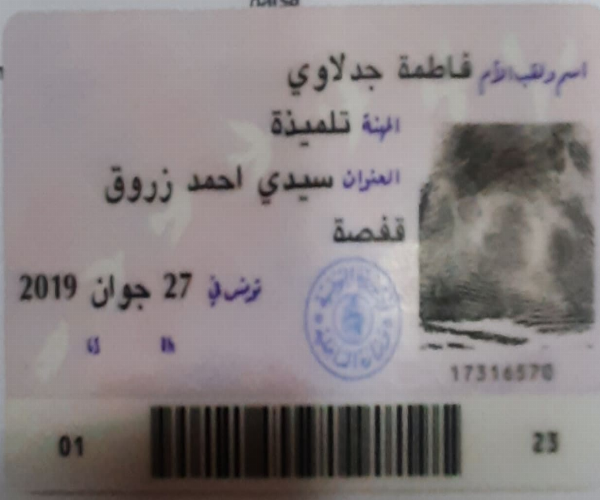 اسم ولقب الأم فاطمة جدلاوي
المهنة تلميذة
العنوان سيدي احمد زروق
قفصة
تونس في 27 جوان 2019
17316570
01
23